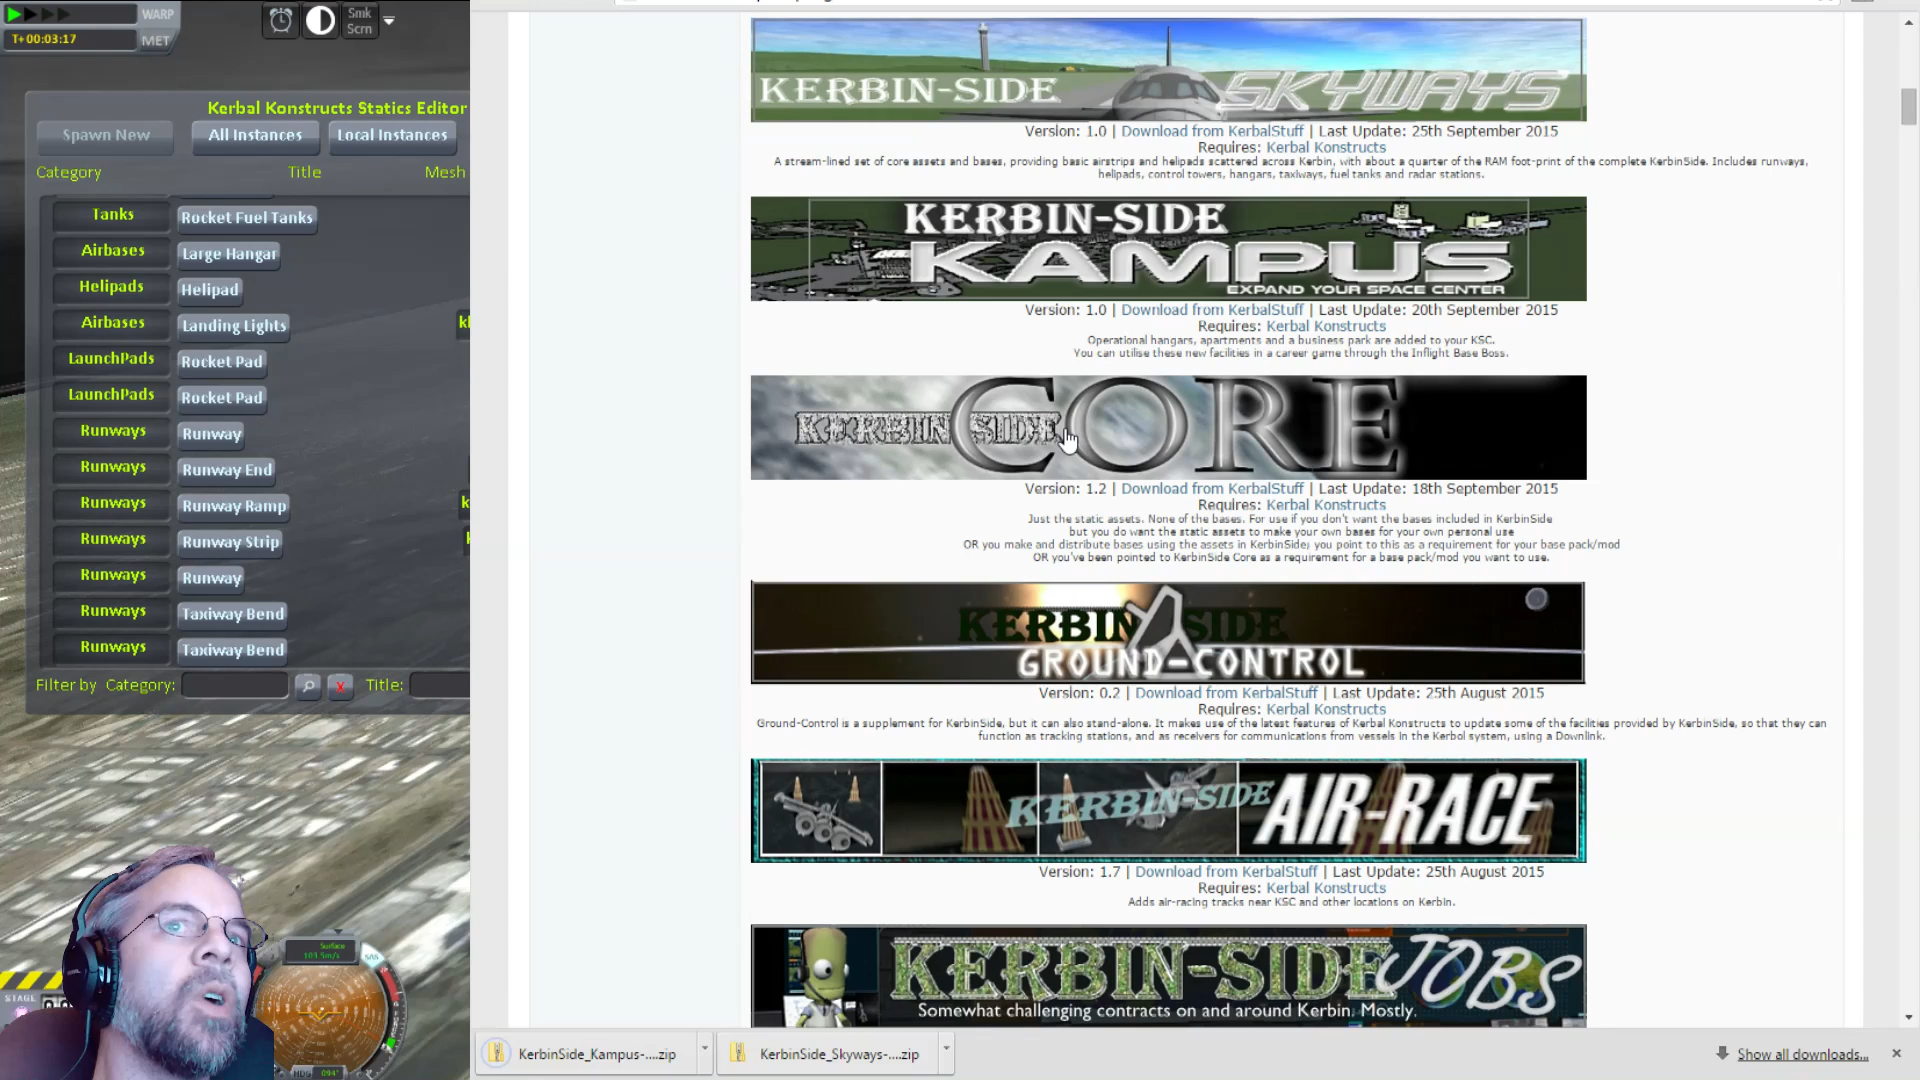 WARP
T+00:03:17
MET
Smk
Scrn
Kerbal Konstructs Statics Editor
Spawn New
All Instances
Local Instances
Category
Title
Mesh
Tanks
Rocket Fuel Tanks
Airbases
Large Hangar
Helipads
Helipad
Airbases
Landing Lights
LaunchPads
Rocket Pad
LaunchPads
Rocket Pad
Runways
Runway
Runways
Runway End
Runways
Runway Ramp
Runways
Runway Strip
Runways
Runway
Runways
Taxiway Bend
Runways
Taxiway Bend
Filter by Category:
x
Title:
Surface
103.5m/s
SAS
STAGE
HDG 094°
KERBIN-SIDE SKYWAYS
Version: 1.0 | Download from KerbalStuff | Last Update: 25th September 2015
Requires: Kerbal Konstructs
A stream-lined set of core assets and bases, providing basic airstrips and helipads scattered across Kerbin, with about a quarter of the RAM foot-print of the complete KerbinSide. Includes runways,
helipads, control towers, hangars, taxiways, fuel tanks and radar stations.
KERBIN-SIDE
KAMPUS
EXPAND YOUR SPACE CENTER
Version: 1.0 | Download from KerbalStuff | Last Update: 20th September 2015
Requires: Kerbal Konstructs
Operational hangars, apartments and a business park are added to your KSC.
You can utilise these new facilities in a career game through the Inflight Base Boss.
KERBIN SIDE CORE
Version: 1.2 | Download from KerbalStuff | Last Update: 18th September 2015
Requires: Kerbal Konstructs
Just the static assets. None of the bases. For use if you don't want the bases included in KerbinSide
but you do want the static assets to make your own bases for your own personal use
OR you make and distribute bases using the assets in KerbinSide; you point to this as a requirement for your base pack/mod
OR you've been pointed to KerbinSide Core as a requirement for a base pack/mod you want to use.
KERBIN SIDE
GROUND-CONTROL
Version: 0.2 | Download from KerbalStuff | Last Update: 25th August 2015
Requires: Kerbal Konstructs
Ground-Control is a supplement for KerbinSide, but it can also stand-alone. It makes use of the latest features of Kerbal Konstructs to update some of the facilities provided by KerbinSide, so that they can
function as tracking stations, and as receivers for communications from vessels in the Kerbol system, using a Downlink.
KERBIN-SIDE AIR-RACE
Version: 1.7 | Download from KerbalStuff | Last Update: 25th August 2015
Requires: Kerbal Konstructs
Adds air-racing tracks near KSC and other locations on Kerbin.
KERBIN-SIDE JOBS
Somewhat challenging contracts on and around Kerbin. Mostly.
KerbinSide_Kampus-....zip
KerbinSide_Skyways-....zip
Show all downloads...